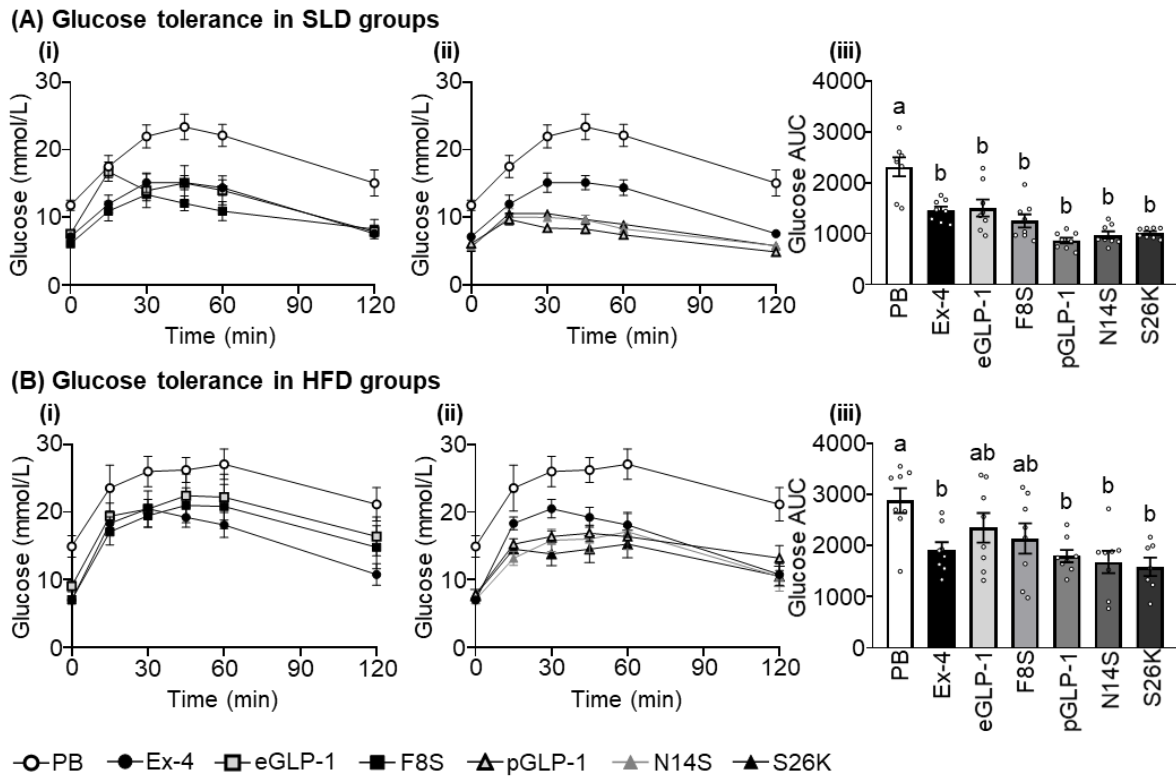 (A) Glucose tolerance in SLD groups
(i)
(ii)
(iii)
30
20
10
0
Glucose (mmol/L)
0 30 60 90 120
Time (min)
30
20
10
0
Glucose (mmol/L)
0 30 60 90 120
Time (min)
4000
3000
2000
1000
0
Glucose AUC
a b b b b b b
PB
Ex-4
eGLP-1
F8S
pGLP-1
N14S
S26K
(B) Glucose tolerance in HFD groups
(i)
(ii)
(iii)
30
20
10
0
Glucose (mmol/L)
0 30 60 90 120
Time (min)
30
20
10
0
Glucose (mmol/L)
0 30 60 90 120
Time (min)
4000
3000
2000
1000
0
Glucose AUC
a b ab ab b b b
PB
Ex-4
eGLP-1
F8S
pGLP-1
N14S
S26K
PB Ex-4 eGLP-1 F8S pGLP-1 N14S S26K